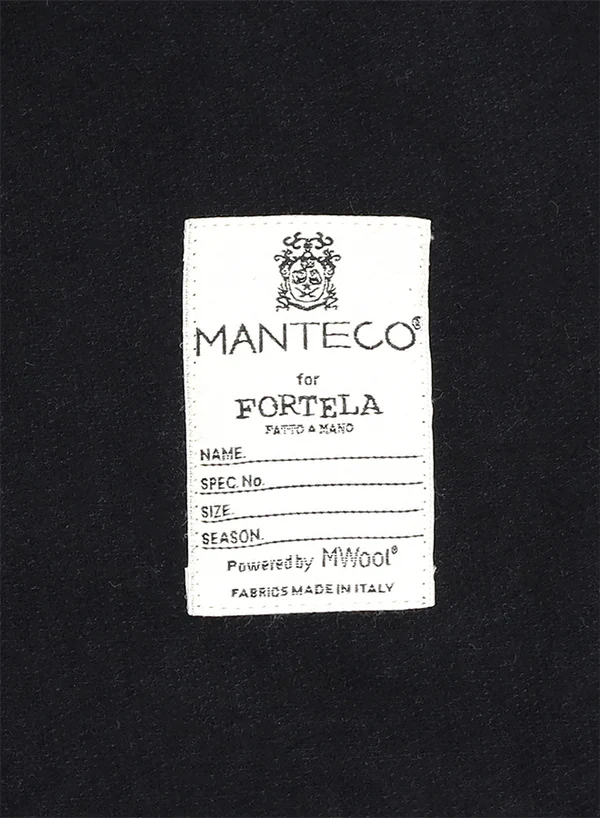 MANTECO®
for
FORTELA
FATTO A MANO
NAME.
SPEC. No.
SIZE.
SEASON.
Powered by MWool®
FABRICS MADE IN ITALY